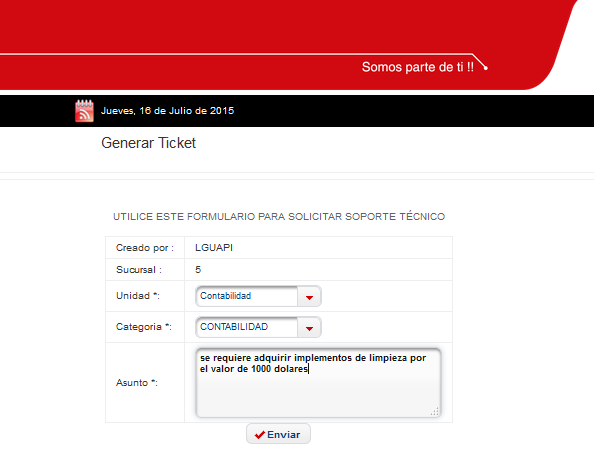 Somos parte de ti !!
Jueves, 16 de Julio de 2015
Generar Ticket
UTILICE ESTE FORMULARIO PARA SOLICITAR SOPORTE TÉCNICO
Creado por : LGUAPI
Sucursal : 5
Unidad *: Contabilidad
Categoria *: CONTABILIDAD
Asunto *: se requiere adquirir implementos de limpieza por
el valor de 1000 dolares
Enviar